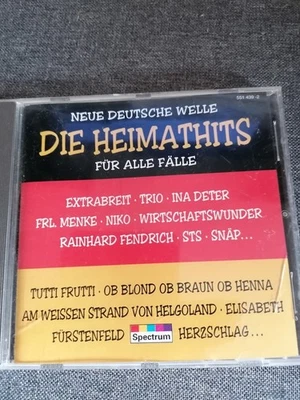 NEUE DEUTSCHE WELLE
DIE HEIMATHITS
FÜR ALLE FÄLLE
EXTRABREIT · TRIO · INA DETER
FRL. MENKE · NIKO · WIRTSCHAFTSWUNDER
RAINHARD FENDRICH · STS · SNÄP...
TUTTI FRUTTI · OB BLOND OB BRAUN OB HENNA
AM WEISSEN STRAND VON HELGOLAND · ELISABETH
FÜRSTENFELD Spectrum HERZSCHLAG...